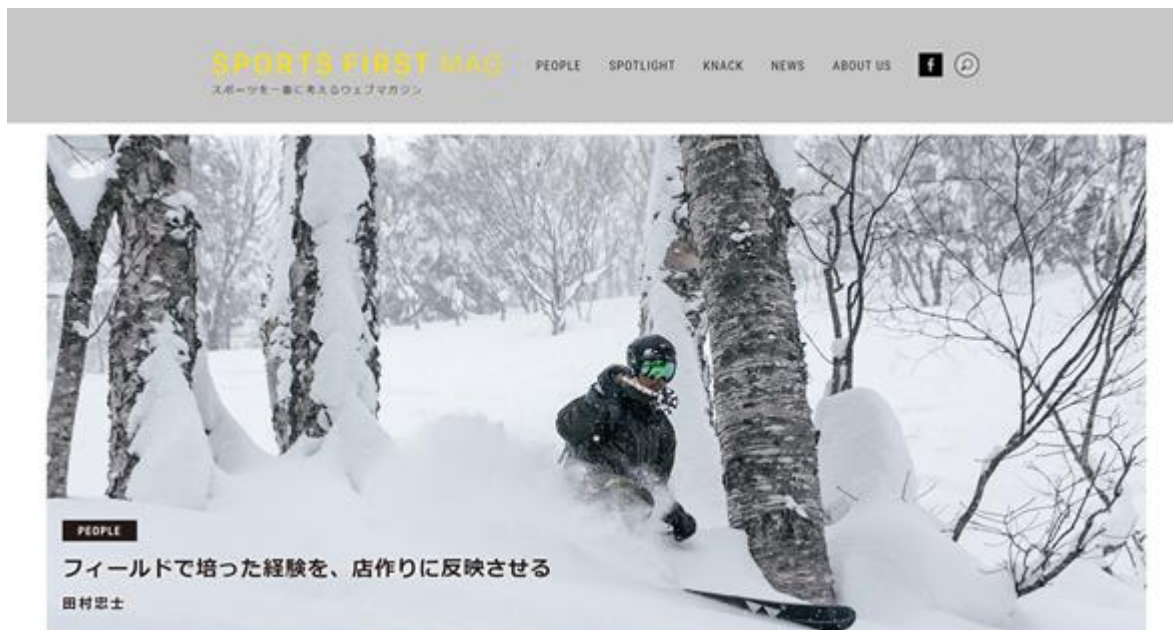 SPORTS FIRST MAG
スポーツを一番に考えるウェブマガジン
PEOPLE SPOTLIGHT KNACK NEWS ABOUT US
PEOPLE
フィールドで培った経験を、店作りに反映させる
田村忠士